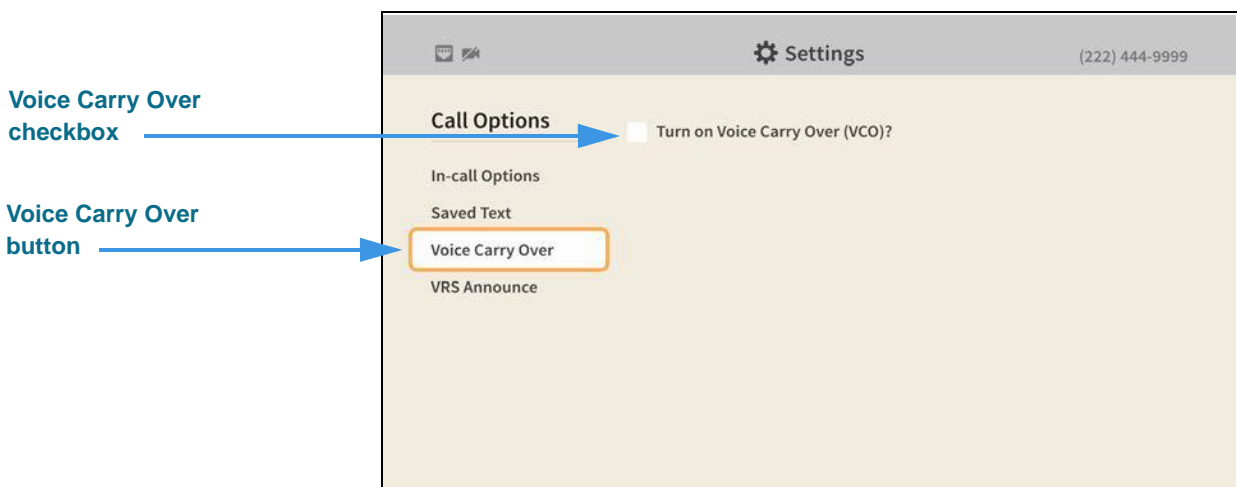 Settings
(222) 444-9999
Voice Carry Over
checkbox
Call Options
Turn on Voice Carry Over (VCO)?
In-call Options
Voice Carry Over
button
Saved Text
Voice Carry Over
VRS Announce